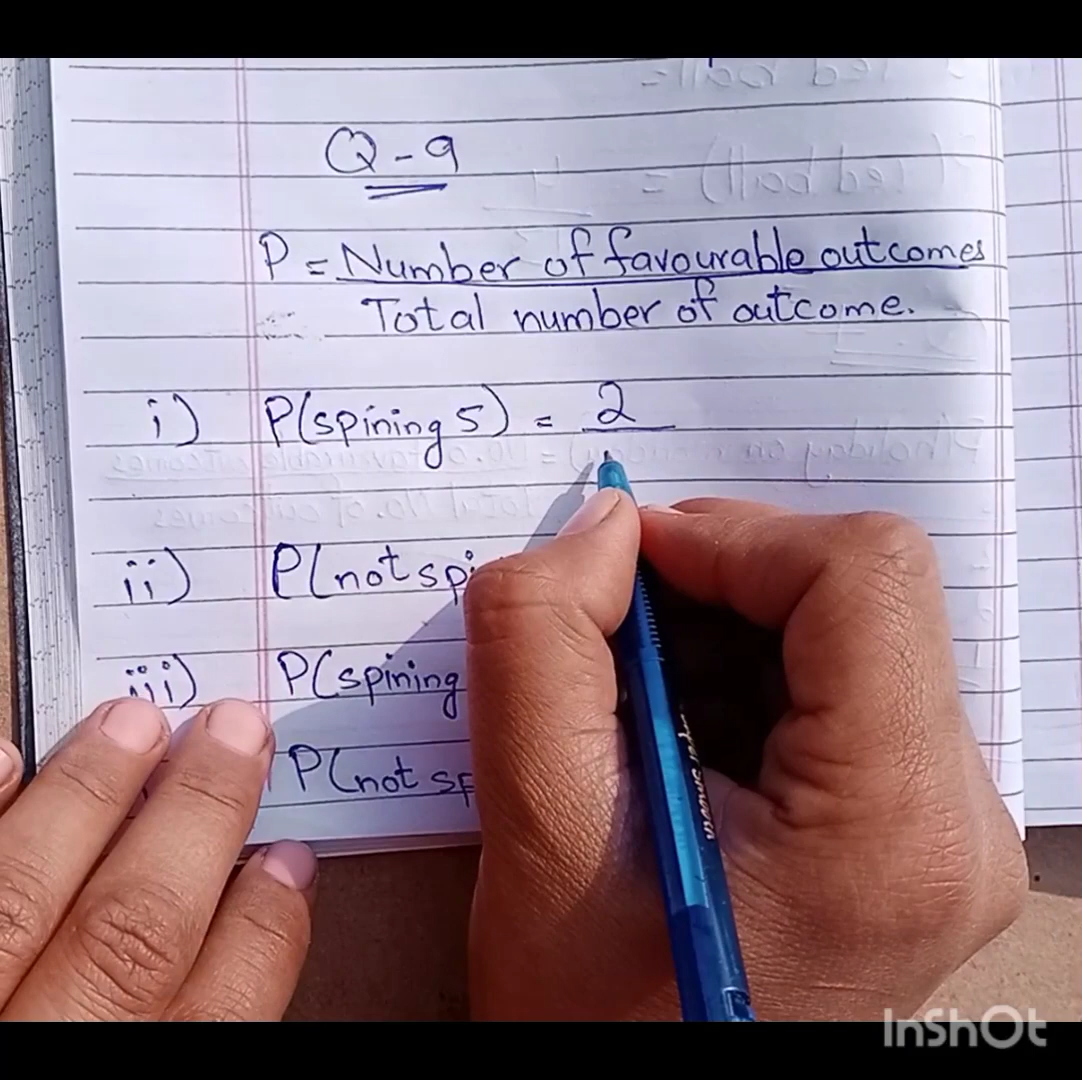 Q-9
P = Number of favourable outcomes
Total number of outcome.
i) P(spining 5) = 2
ii) P(not spi
iii) P(spining
P(not sp
InShOt